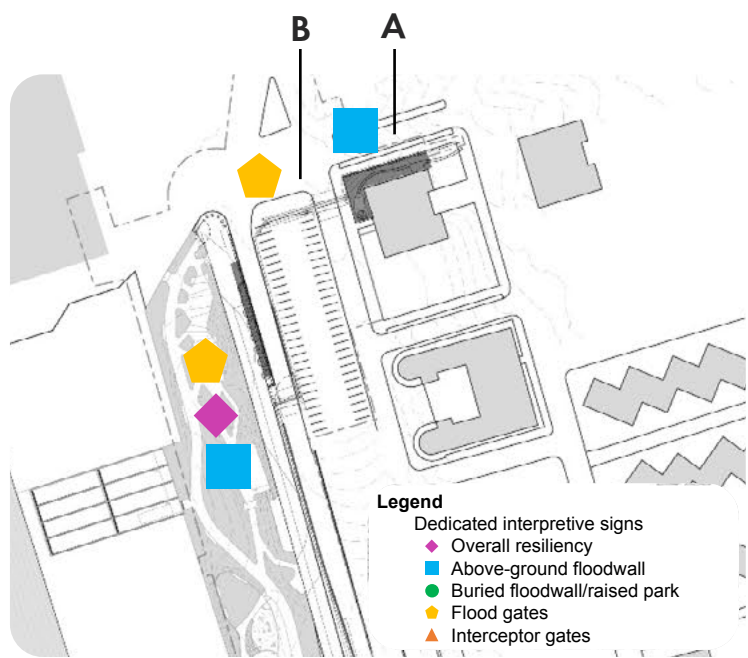 B A
Legend
Dedicated interpretive signs
Overall resiliency
Above-ground floodwall
Buried floodwall/raised park
Flood gates
Interceptor gates